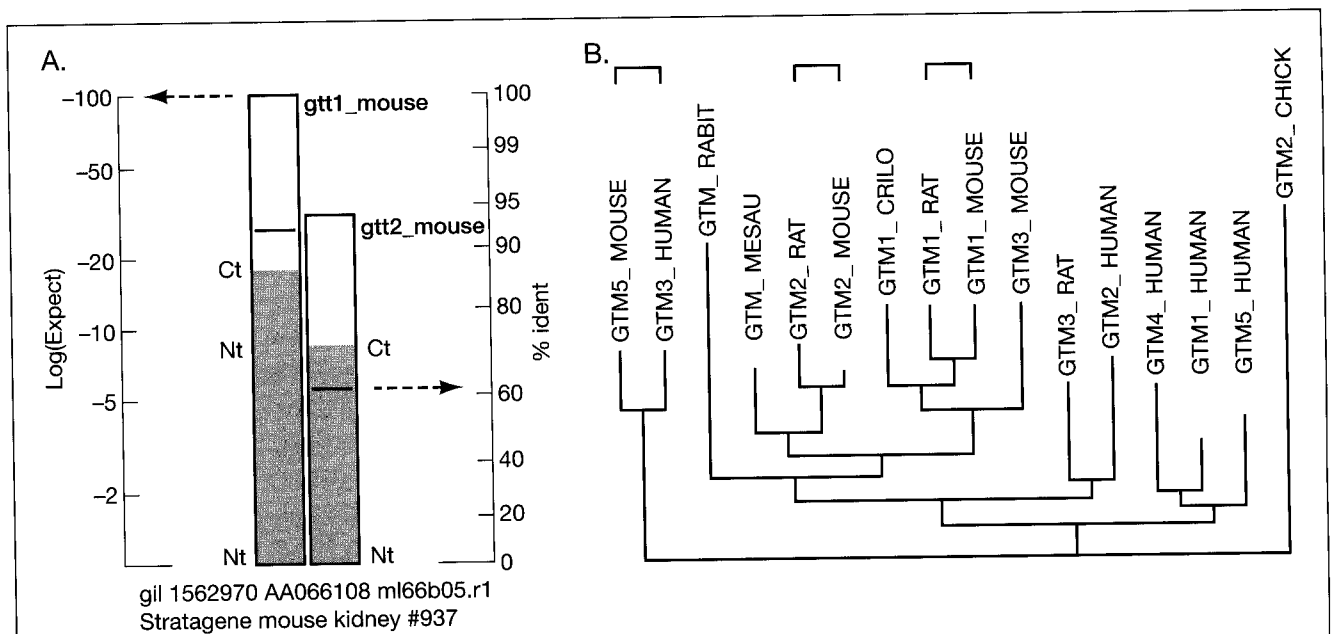 A.
Log(Expect)
–100
–50
–20
–10
–5
–2
gtt1_mouse
gtt2_mouse
Ct
Nt
Nt
Ct
Nt
100
99
95
90
80
60
40
20
0
% ident
gil 1562970 AA066108 ml66b05.r1
Stratagene mouse kidney #937
B.
GTM5_ MOUSE
GTM3_ HUMAN
GTM_ RABIT
GTM_ MESAU
GTM2_ RAT
GTM2_ MOUSE
GTM1_ CRILO
GTM1_ RAT
GTM1_ MOUSE
GTM3_ MOUSE
GTM3_ RAT
GTM2_ HUMAN
GTM4_ HUMAN
GTM1_ HUMAN
GTM5_ HUMAN
GTM2_ CHICK